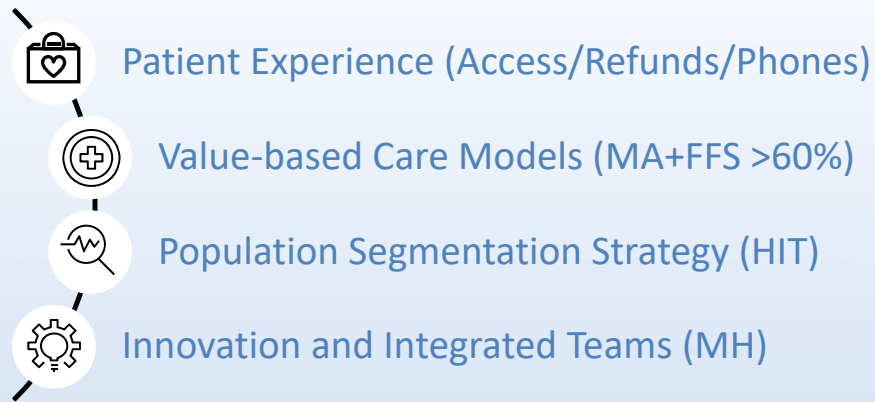 Patient Experience (Access/Refunds/Phones)
Value-based Care Models (MA+FFS >60%)
Population Segmentation Strategy (HIT)
Innovation and Integrated Teams (MH)